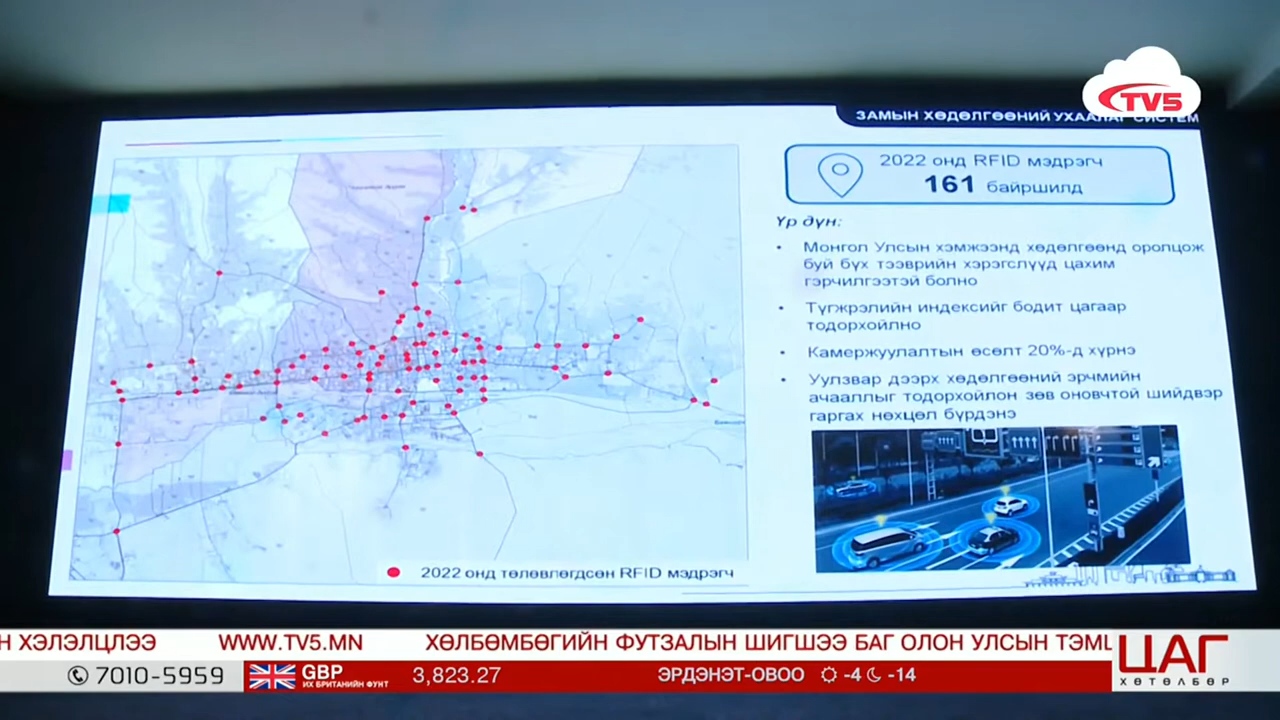 TV5
ЗАМЫН ХӨДӨЛГӨӨНИЙ УХААЛАГ СИСТЕМ
2022 онд RFID мэдрэгч
161 байршилд
Үр дүн:
• Монгол Улсын хэмжээнд хөдөлгөөнд оролцож
буй бүх тээврийн хэрэгслүүд цахим
гэрчилгээтэй болно
• Түгжрэлийн индексийг бодит цагаар
тодорхойлно
• Камержуулалтын өсөлт 20%-д хүрнэ
• Уулзвар дээрх хөдөлгөөний эрчмийн
ачааллыг тодорхойлон зөв оновчтой шийдвэр
гаргах нөхцөл бүрдэнэ
2022 онд төлөвлөгдсөн RFID мэдрэгч
Н ХЭЛЭЛЦЛЭЭ WWW.TV5.MN ХӨЛБӨМБӨГИЙН ФУТЗАЛЫН ШИГШЭЭ БАГ ОЛОН УЛСЫН ТЭМЦ
ЦАГ
ХӨТӨЛБӨР
7010-5959 GBP 3,823.27 ЭРДЭНЭТ-ОВОО -4 -14
ИХ БРИТАНИЙН ФУНТ